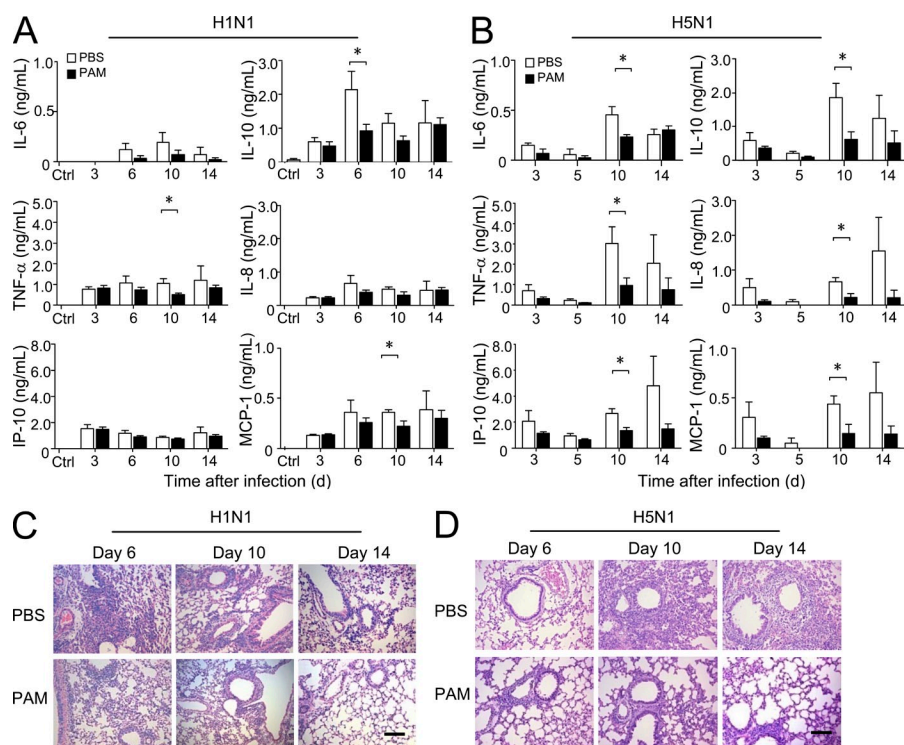 A
H1N1
PBS
PAM
IL-6 (ng/mL)
1.0
0.5
0
Ctrl 3 6 10 14
IL-10 (ng/mL)
3.0
2.0
1.0
0
*
Ctrl 3 6 10 14
TNF-α (ng/mL)
5.0
4.0
3.0
2.0
1.0
0
*
Ctrl 3 6 10 14
IL-8 (ng/mL)
3.0
2.0
1.0
0
Ctrl 3 6 10 14
IP-10 (ng/mL)
8.0
6.0
4.0
2.0
0
Ctrl 3 6 10 14
MCP-1 (ng/mL)
1.0
0.5
0
*
Ctrl 3 6 10 14
Time after infection (d)
B
H5N1
PBS
PAM
IL-6 (ng/mL)
1.0
0.5
0
*
3 5 10 14
IL-10 (ng/mL)
3.0
2.0
1.0
0
*
3 5 10 14
TNF-α (ng/mL)
5.0
4.0
3.0
2.0
1.0
0
*
3 5 10 14
IL-8 (ng/mL)
3.0
2.0
1.0
0
*
3 5 10 14
IP-10 (ng/mL)
8.0
6.0
4.0
2.0
0
*
3 5 10 14
MCP-1 (ng/mL)
1.0
0.5
0
*
3 5 10 14
Time after infection (d)
C
H1N1
Day 6 Day 10 Day 14
PBS
PAM
D
H5N1
Day 6 Day 10 Day 14
PBS
PAM